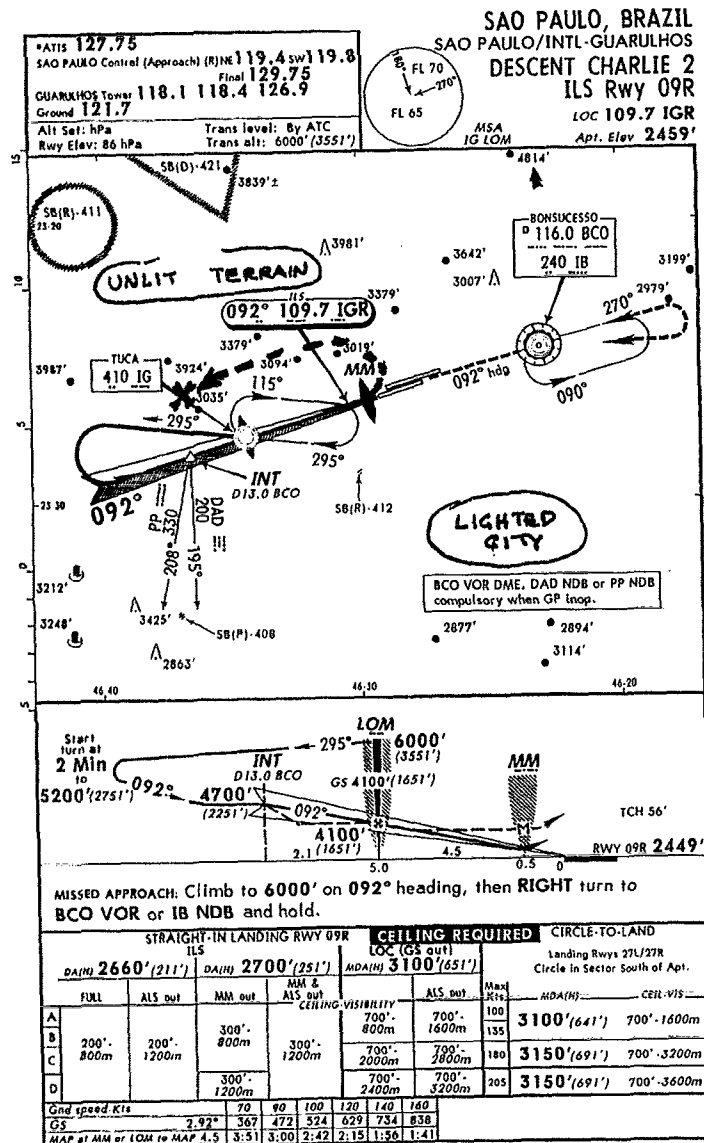 SAO PAULO, BRAZIL
SAO PAULO/INTL-GUARULHOS
DESCENT CHARLIE 2
ILS Rwy 09R
LOC 109.7 IGR
Apt. Elev 2459'
*ATIS 127.75
SAO PAULO Control (Approach) (R) NE 119.4 SW 119.8
Final 129.75
GUARULHOS Tower 118.1 118.4 126.9
Ground 121.7
Alt Set: hPa
Trans level: By ATC
Rwy Elev: 86 hPa
Trans alt: 6000' (3551')
180°
FL 70
270°
FL 65
MSA
IG LOM
15
SB(D)-421
3839'±
4814'
SB(R)-411
23-20
BONSUCESSO
D 116.0 BCO
240 IB
3981'
3642'
3007'
3199'
2979'
UNLIT TERRAIN
10
ILS
092° 109.7 IGR
3379'
270°
TUCA
410 IG
3987'
3924'
3379'
3094'
3019'
MM
3035'
115°
092° hdg
090°
295°
5
295°
INT
D13.0 BCO
092°
23 30
PP 330
208°
DAD 200
195°
SB(R)-412
LIGHTED
CITY
0
3212'
BCO VOR DME, DAD NDB or PP NDB
compulsory when GP inop.
3425'
3248'
SB(P)-408
2863'
2877'
2894'
3114'
5
46-40
46-30
46-20
Start
turn at
2 Min
to
5200'(2751')
INT
D13.0 BCO
LOM
295°
6000'
(3551')
MM
092°
GS 4100'(1651')
4700'
(2251')
092°
TCH 56'
4100'
(1651')
2.1
4.5
RWY 09R 2449'
5.0
0.5
0
MISSED APPROACH: Climb to 6000' on 092° heading, then RIGHT turn to
BCO VOR or IB NDB and hold.
STRAIGHT-IN LANDING RWY 09R
CEILING REQUIRED
CIRCLE-TO-LAND
ILS
LOC (GS out)
Landing Rwys 27L/27R
Circle in Sector South of Apt.
DA(H) 2660'(211')
DA(H) 2700'(251')
MDA(H) 3100'(651')
FULL
ALS out
MM out
MM &
ALS out
ALS out
Max
Kts
MDA(H)
CEIL-VIS
CEILING-VISIBILITY
A
B
C
D
200'-
800m
200'-
1200m
300'-
800m
300'-
1200m
300'-
1200m
700'-
800m
700'-
1600m
700'-
2000m
700'-
2800m
700'-
2400m
700'-
3200m
100
135
3100'(641')
700'-1600m
180
3150'(691')
700'-3200m
205
3150'(691')
700'-3600m
Gnd speed-Kts 70 90 100 120 140 160
GS 2.92° 367 472 524 629 734 838
MAP at MM or LOM to MAP 4.5 3:51 3:00 2:42 2:15 1:56 1:41